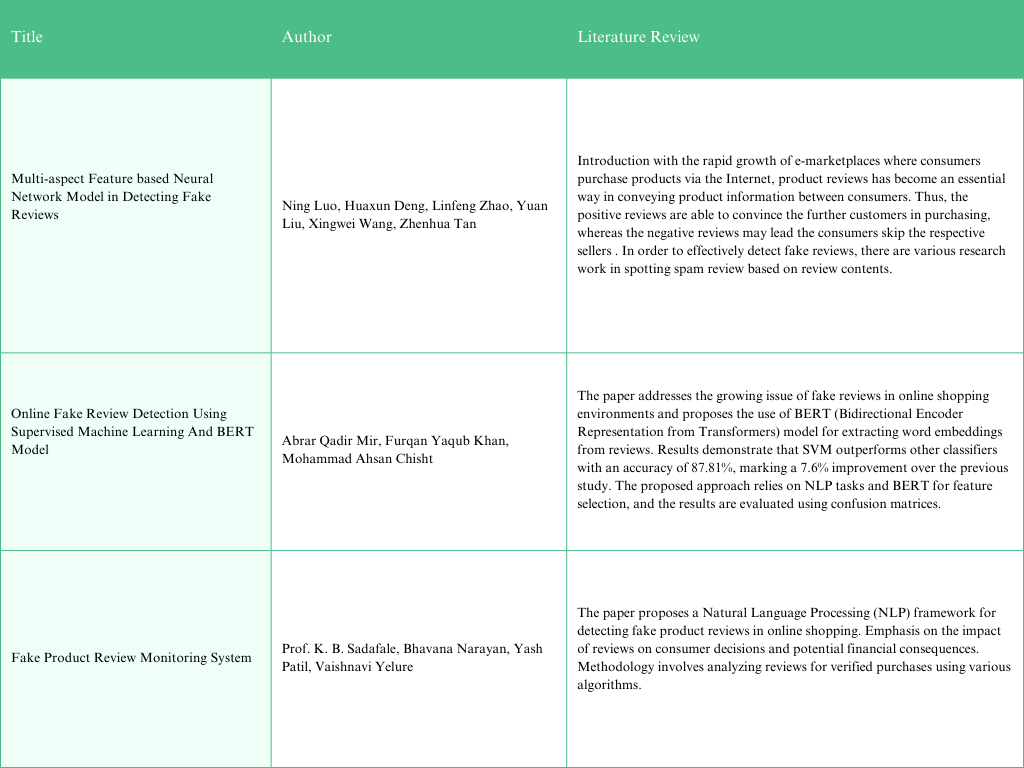 Title
Author
Literature Review
Multi-aspect Feature based Neural
Network Model in Detecting Fake
Reviews
Ning Luo, Huaxun Deng, Linfeng Zhao, Yuan
Liu, Xingwei Wang, Zhenhua Tan
Introduction with the rapid growth of e-marketplaces where consumers
purchase products via the Internet, product reviews has become an essential
way in conveying product information between consumers. Thus, the
positive reviews are able to convince the further customers in purchasing,
whereas the negative reviews may lead the consumers skip the respective
sellers . In order to effectively detect fake reviews, there are various research
work in spotting spam review based on review contents.
Online Fake Review Detection Using
Supervised Machine Learning And BERT
Model
Abrar Qadir Mir, Furqan Yaqub Khan,
Mohammad Ahsan Chisht
The paper addresses the growing issue of fake reviews in online shopping
environments and proposes the use of BERT (Bidirectional Encoder
Representation from Transformers) model for extracting word embeddings
from reviews. Results demonstrate that SVM outperforms other classifiers
with an accuracy of 87.81%, marking a 7.6% improvement over the previous
study. The proposed approach relies on NLP tasks and BERT for feature
selection, and the results are evaluated using confusion matrices.
Fake Product Review Monitoring System
Prof. K. B. Sadafale, Bhavana Narayan, Yash
Patil, Vaishnavi Yelure
The paper proposes a Natural Language Processing (NLP) framework for
detecting fake product reviews in online shopping. Emphasis on the impact
of reviews on consumer decisions and potential financial consequences.
Methodology involves analyzing reviews for verified purchases using various
algorithms.